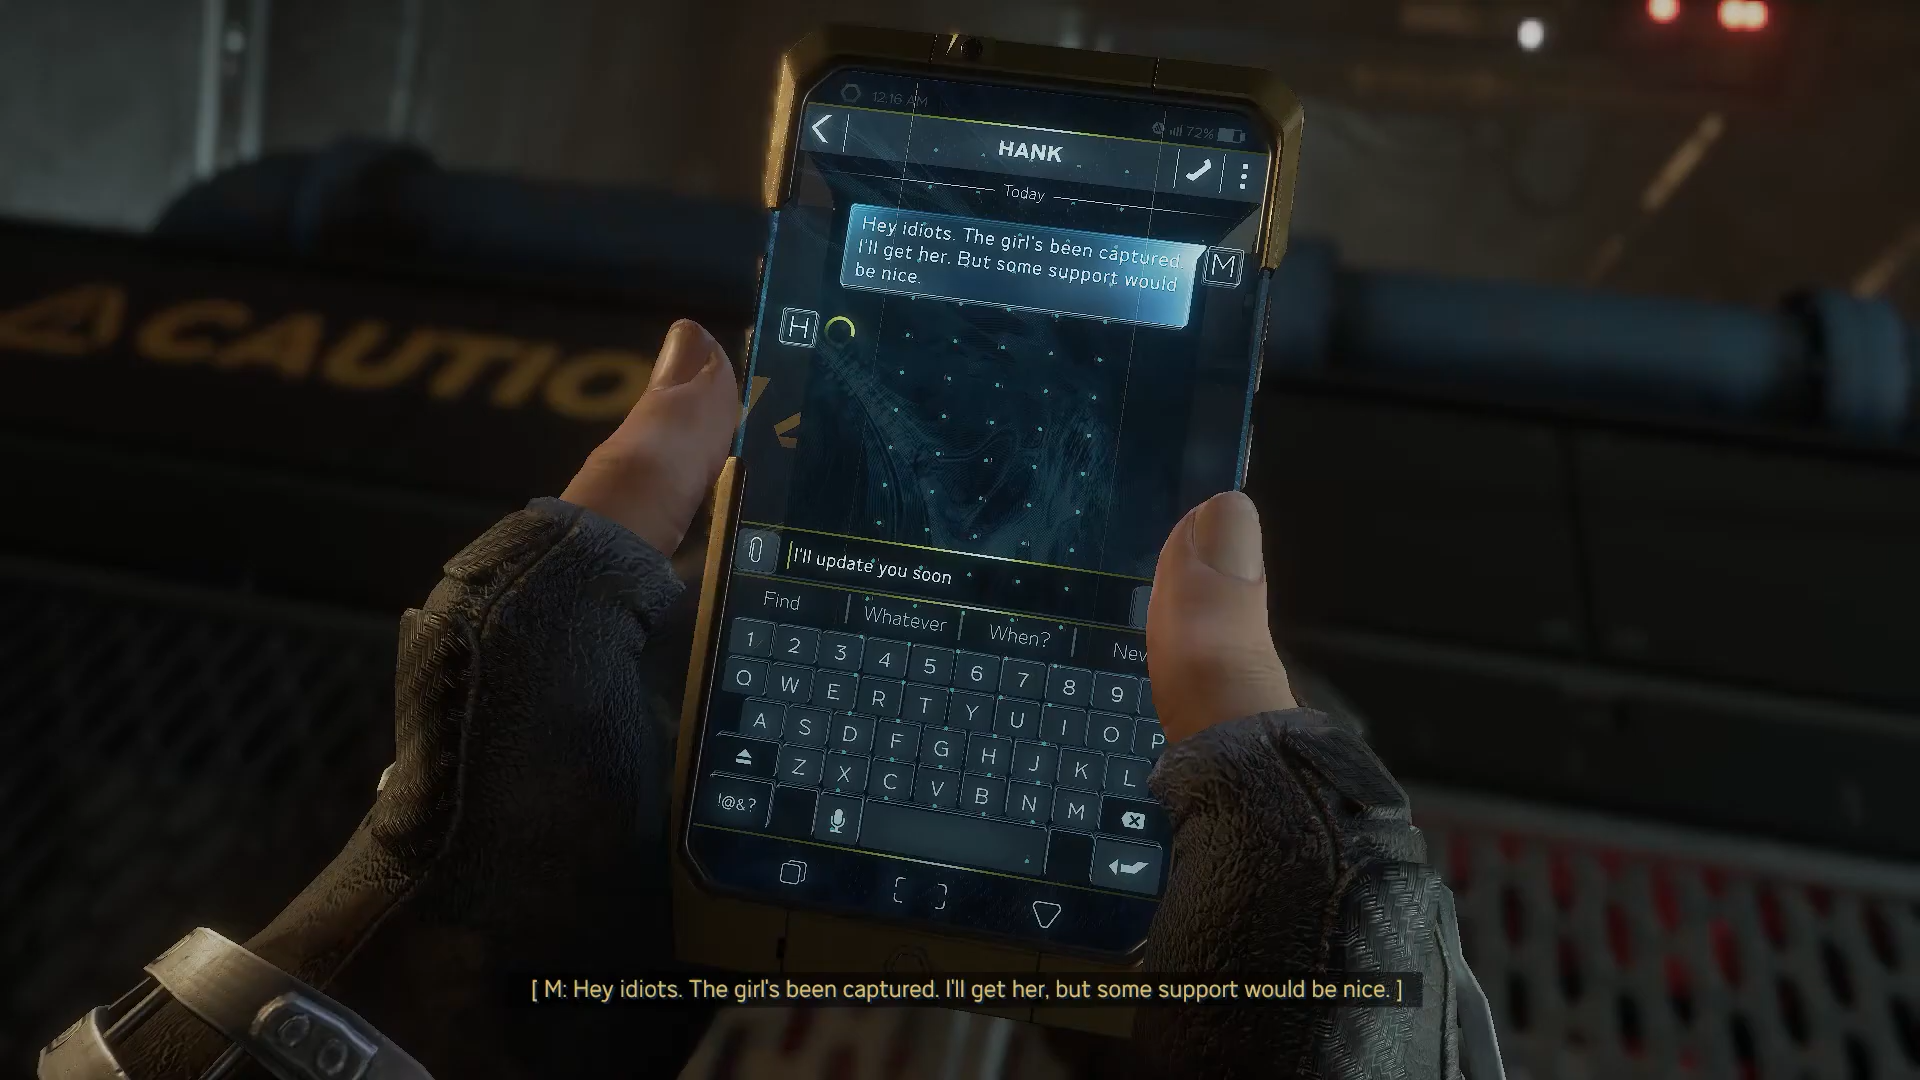 12:16 AM
72%
HANK
Today
Hey idiots. The girl's been captured.
I'll get her. But some support would
be nice.
M
H
CAUTIO
I'll update you soon
Find Whatever When? Nev
1 2 3 4 5 6 7 8 9
Q W E R T Y U I O P
A S D F G H J K L
Z X C V B N M
!@&?
[ M: Hey idiots. The girl's been captured. I'll get her, but some support would be nice. ]